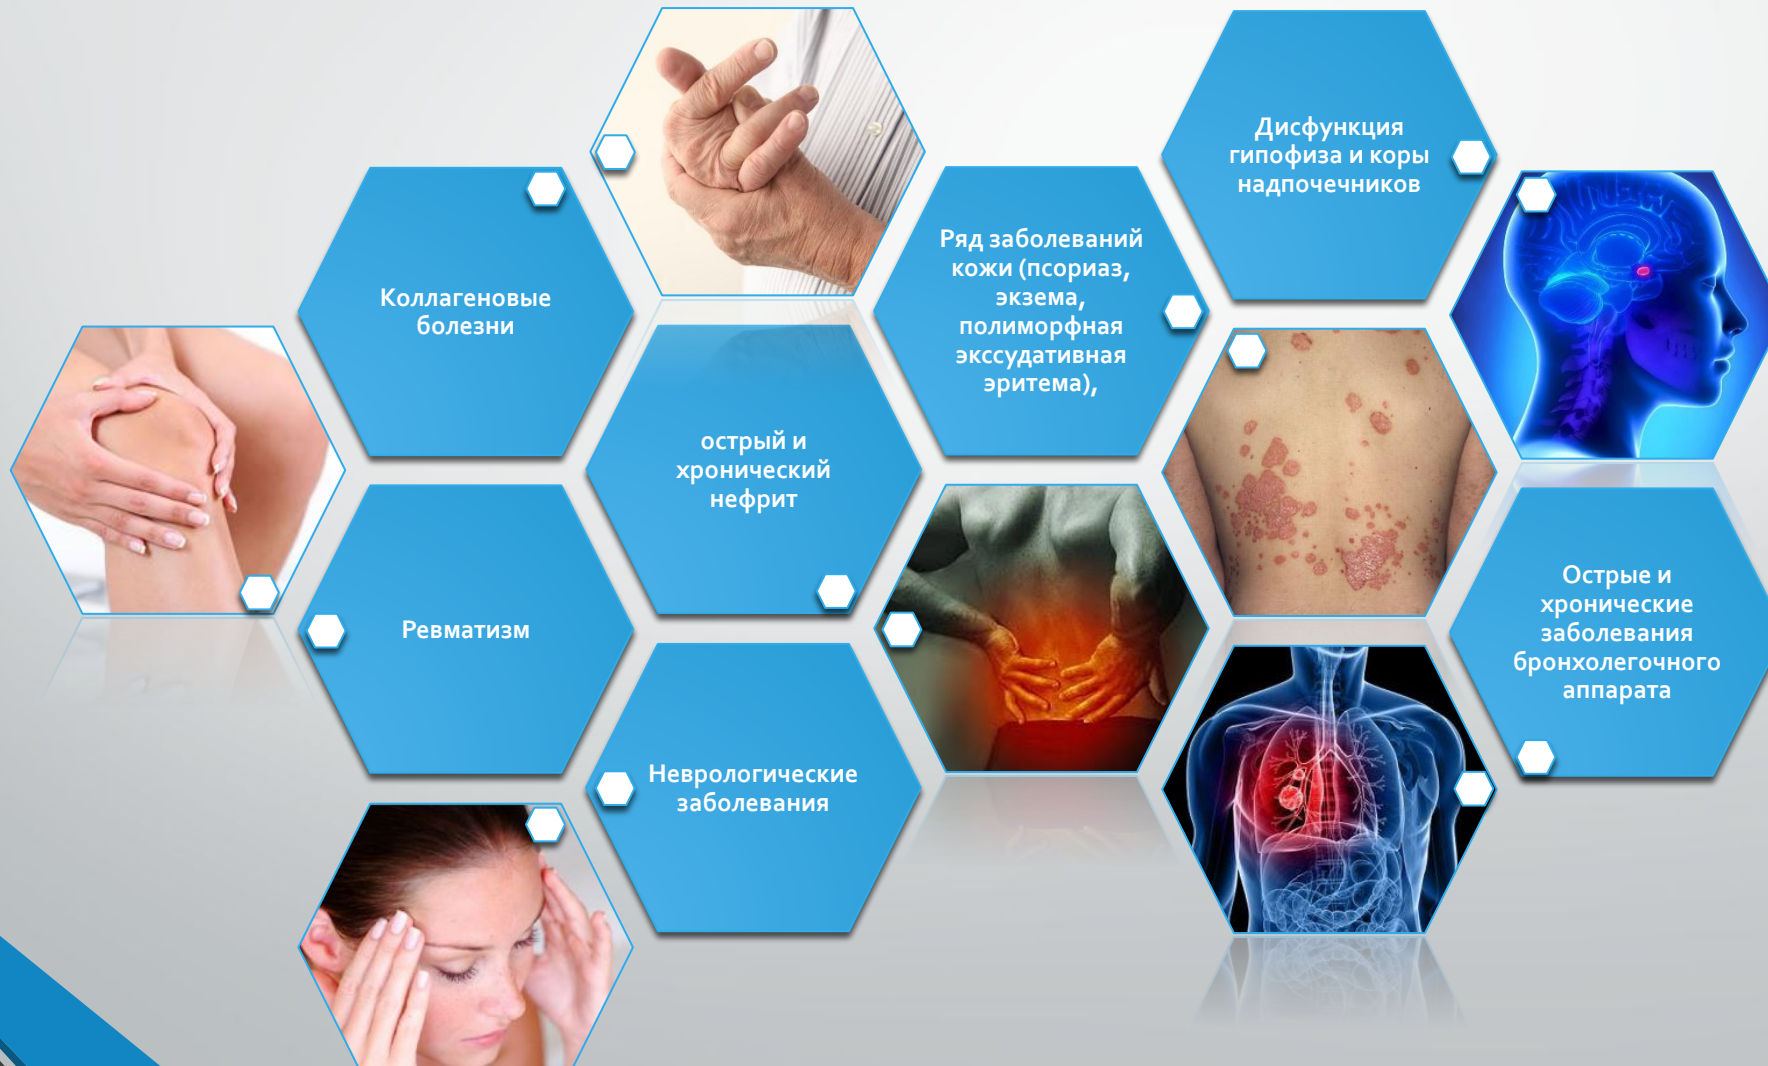 Коллагеновые
болезни
Ревматизм
острый и
хронический
нефрит
Неврологические
заболевания
Ряд заболеваний
кожи (псориаз,
экзема,
полиморфная
экссудативная
эритема),
Дисфункция
гипофиза и коры
надпочечников
Острые и
хронические
заболевания
бронхолегочного
аппарата